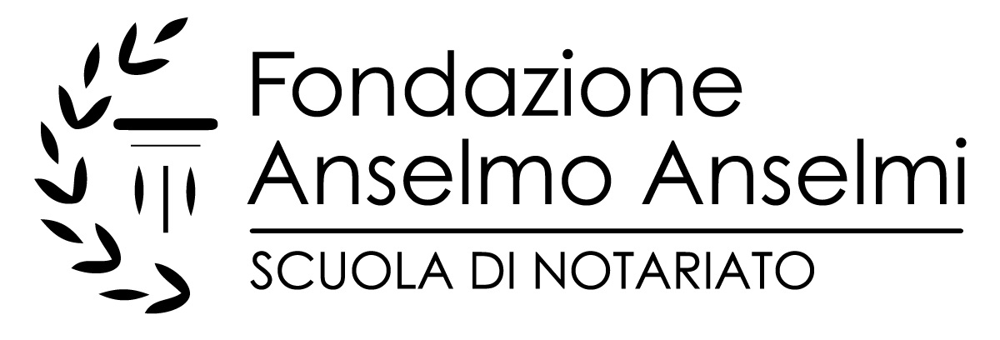 Fondazione
Anselmo Anselmi
SCUOLA DI NOTARIATO